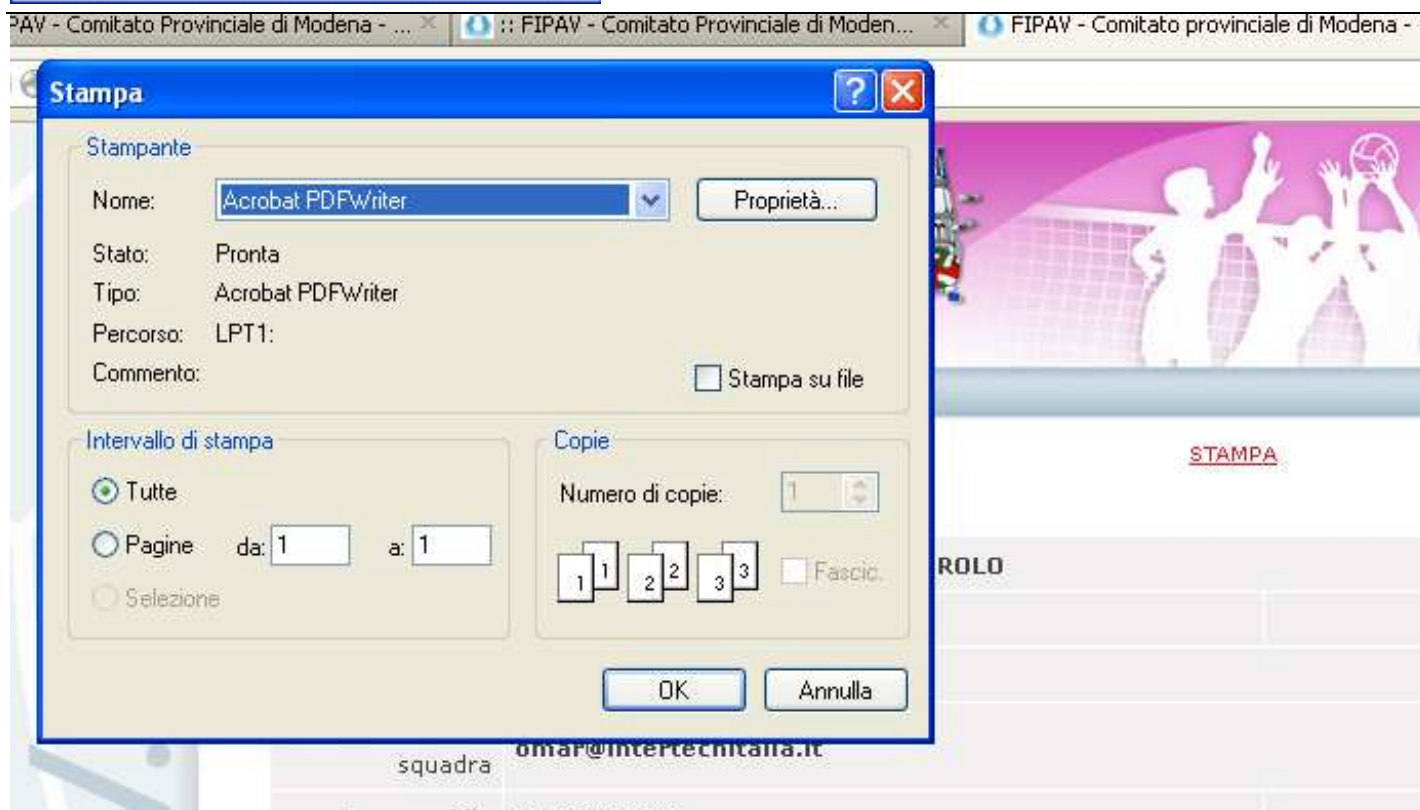 PAV - Comitato Provinciale di Modena - ...
:: FIPAV - Comitato Provinciale di Moden...
FIPAV - Comitato provinciale di Modena -
Stampa
Stampante
Nome: Acrobat PDFWriter Proprietà...
Stato: Pronta
Tipo: Acrobat PDFWriter
Percorso: LPT1:
Commento:
Stampa su file
Intervallo di stampa
Tutte
Pagine da: 1 a: 1
Selezione
Copie
Numero di copie: 1
1 1 2 2 3 3 Fascic.
OK Annulla
STAMPA
ROLO
omar@intertecnitalia.it
squadra